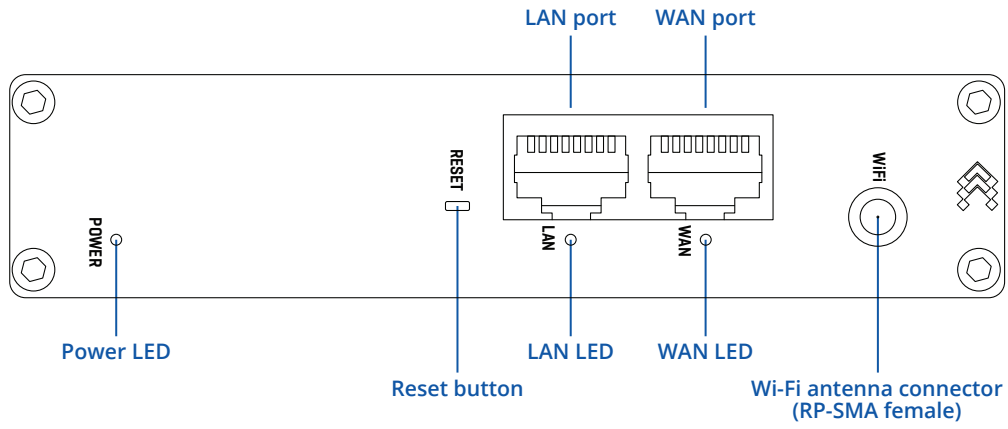 LAN port
WAN port
RESET
WiFi
POWER
LAN
WAN
Power LED
LAN LED
WAN LED
Reset button
Wi-Fi antenna connector
(RP-SMA female)